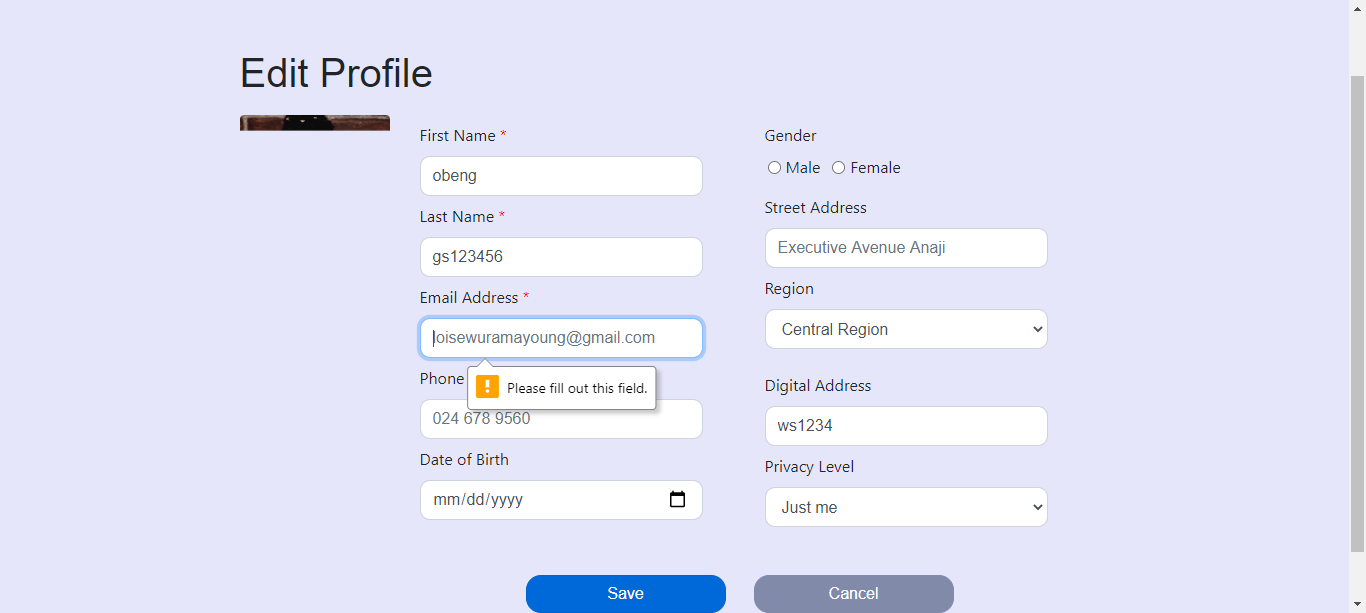 Edit Profile
First Name *
obeng
Last Name *
gs123456
Email Address *
loisewuramayoung@gmail.com
Please fill out this field.
Phone
024 678 9560
Date of Birth
mm/dd/yyyy
Gender
Male Female
Street Address
Executive Avenue Anaji
Region
Central Region
Digital Address
ws1234
Privacy Level
Just me
Save
Cancel